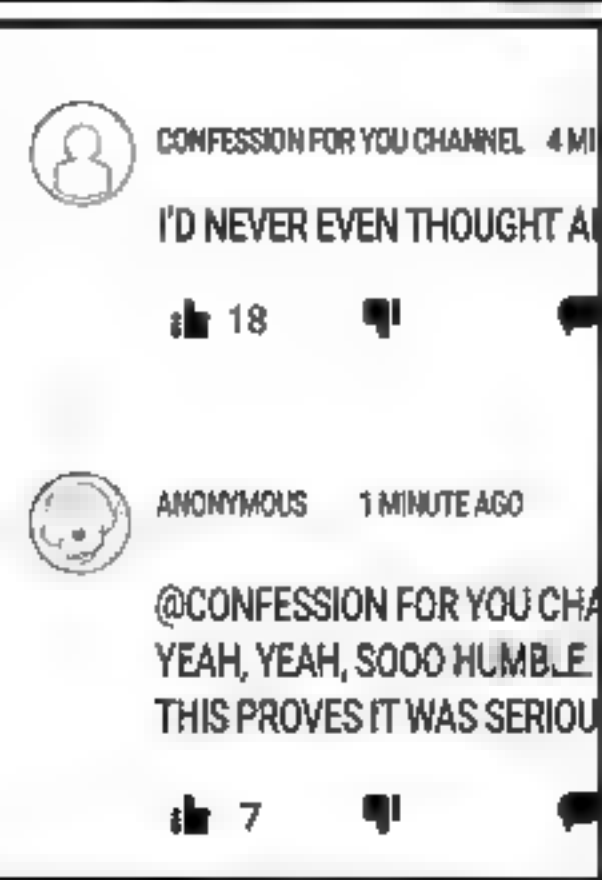 CONFESSION FOR YOU CHANNEL 4 MI
I'D NEVER EVEN THOUGHT A
18
ANONYMOUS 1 MINUTE AGO
@CONFESSION FOR YOU CHA
YEAH, YEAH, SOOO HUMBLE
THIS PROVES IT WAS SERIOU
7